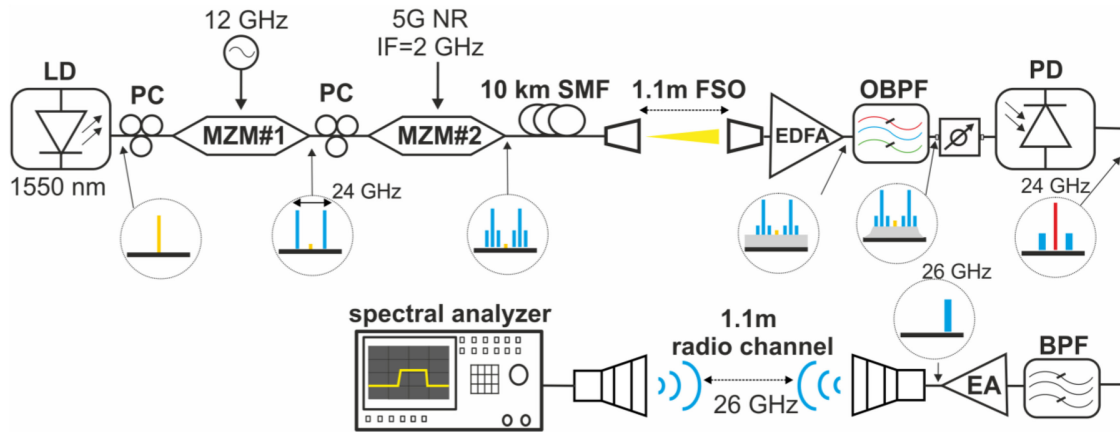 12 GHz
5G NR
IF=2 GHz
LD
PC
PC
10 km SMF
1.1m FSO
OBPF
PD
MZM#1
MZM#2
EDFA
1550 nm
24 GHz
24 GHz
26 GHz
spectral analyzer
1.1m
radio channel
26 GHz
EA
BPF